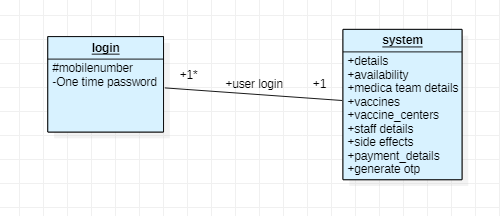 login
#mobilenumber
-One time password
+1*
+user login
+1
system
+details
+availability
+medica team details
+vaccines
+vaccine_centers
+staff details
+side effects
+payment_details
+generate otp